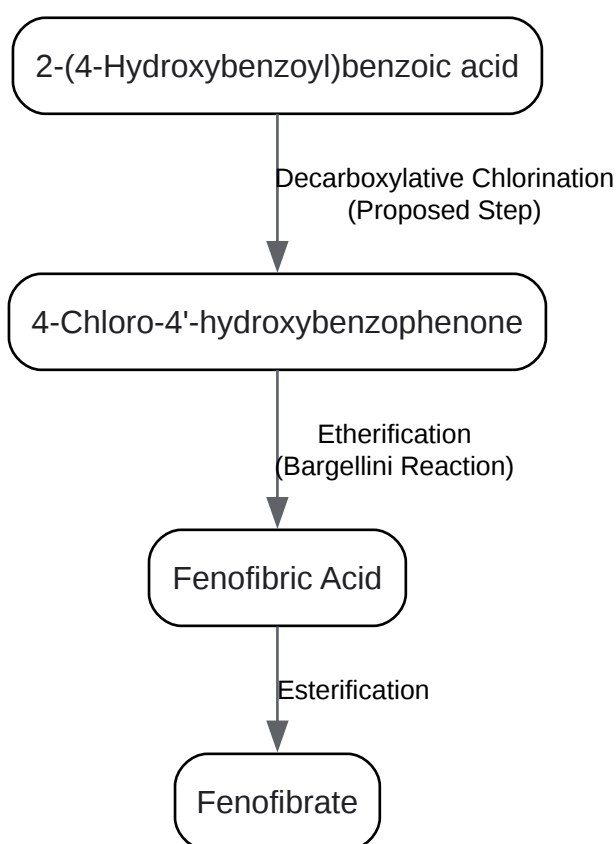 2-(4-Hydroxybenzoyl)benzoic acid
Decarboxylative Chlorination
(Proposed Step)
4-Chloro-4'-hydroxybenzophenone
Etherification
(Bargellini Reaction)
Fenofibric Acid
Esterification
Fenofibrate